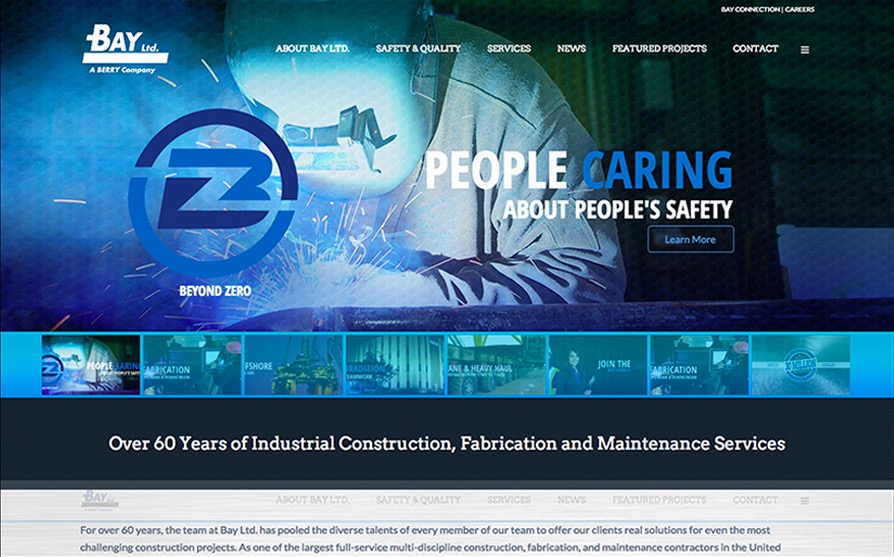 BAY CONNECTION | CAREERS
BAY Ltd.
A BERRY Company
ABOUT BAY LTD. SAFETY & QUALITY SERVICES NEWS FEATURED PROJECTS CONTACT
PEOPLE CARING
ABOUT PEOPLE'S SAFETY
Learn More
BEYOND ZERO
CARING
ABOUT PEOPLE'S SAFETY
FABRICATION
FSHORE
TRADITION
TEAMWORK
ANE & HEAVY HAUL
JOIN THE
FABRICATION
Over 60 Years of Industrial Construction, Fabrication and Maintenance Services
BAY Ltd.
ABOUT BAY LTD. SAFETY & QUALITY SERVICES NEWS FEATURED PROJECTS CONTACT
For over 60 years, the team at Bay Ltd. has pooled the diverse talents of every member of our team to offer our clients real solutions for even the most
challenging construction projects. As one of the largest full-service multi-discipline construction, fabrication, and maintenance contractors in the United